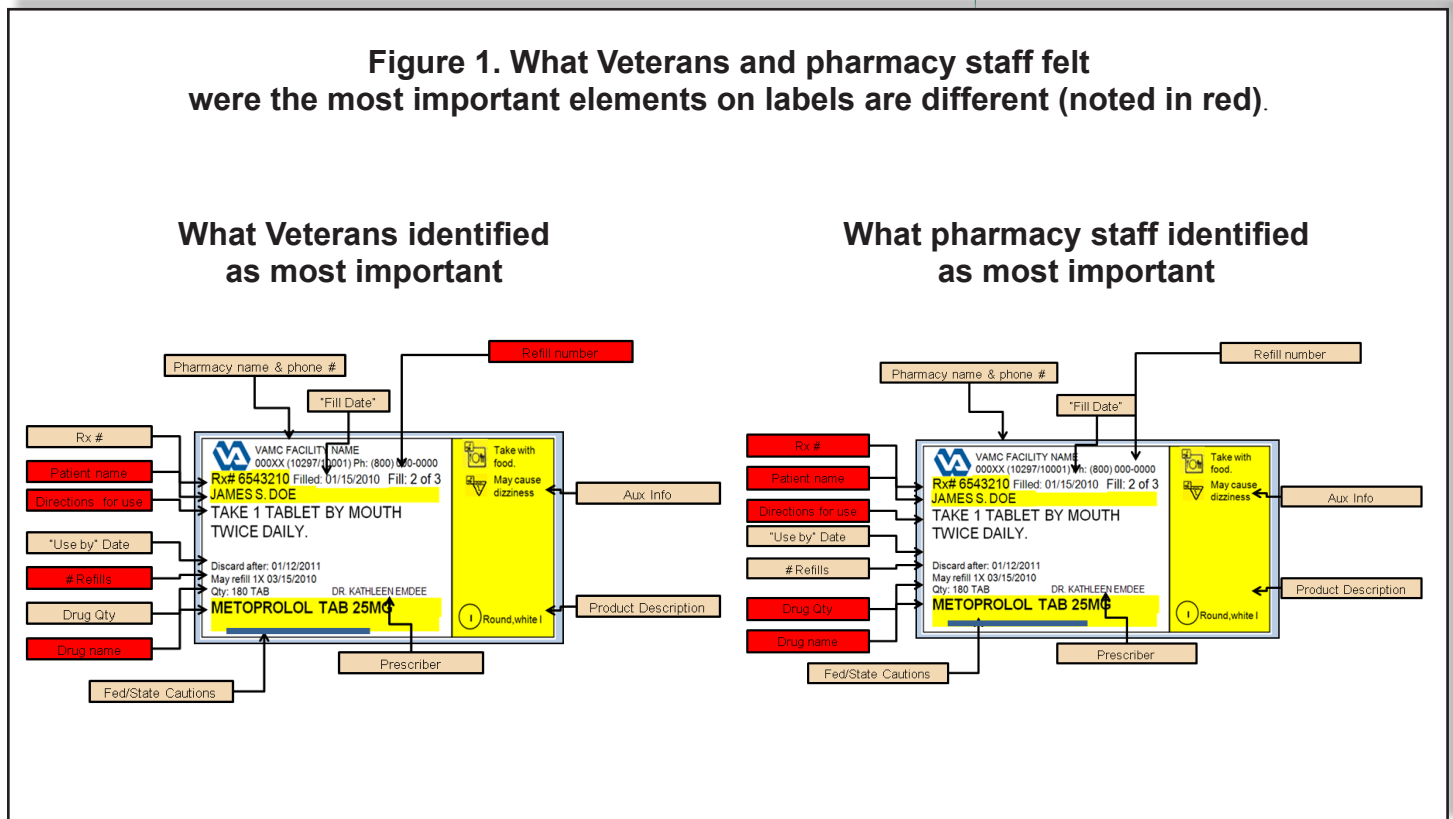 Figure 1. What Veterans and pharmacy staff felt
were the most important elements on labels are different (noted in red).
What Veterans identified
as most important
Refill number
Pharmacy name & phone #
"Fill Date"
Rx #
Patient name
Directions for use
"Use by" Date
# Refills
Drug Qty
Drug name
Fed/State Cautions
Prescriber
Aux Info
Product Description
VA
VAMC FACILITY NAME
000XX (10297/10001) Ph: (800) 000-0000
Rx# 6543210 Filled: 01/15/2010 Fill: 2 of 3
JAMES S. DOE
TAKE 1 TABLET BY MOUTH
TWICE DAILY.
Discard after: 01/12/2011
May refill 1X 03/15/2010
Qty: 180 TAB DR. KATHLEEN EMDEE
METOPROLOL TAB 25MG
Take with
food.
May cause
dizziness
I
Round,white I
What pharmacy staff identified
as most important
Refill number
Pharmacy name & phone #
"Fill Date"
Rx #
Patient name
Directions for use
"Use by" Date
# Refills
Drug Qty
Drug name
Fed/State Cautions
Prescriber
Aux Info
Product Description
VA
VAMC FACILITY NAME
000XX (10297/10001) Ph: (800) 000-0000
Rx# 6543210 Filled: 01/15/2010 Fill: 2 of 3
JAMES S. DOE
TAKE 1 TABLET BY MOUTH
TWICE DAILY.
Discard after: 01/12/2011
May refill 1X 03/15/2010
Qty: 180 TAB DR. KATHLEEN EMDEE
METOPROLOL TAB 25MG
Take with
food.
May cause
dizziness
I
Round,white I